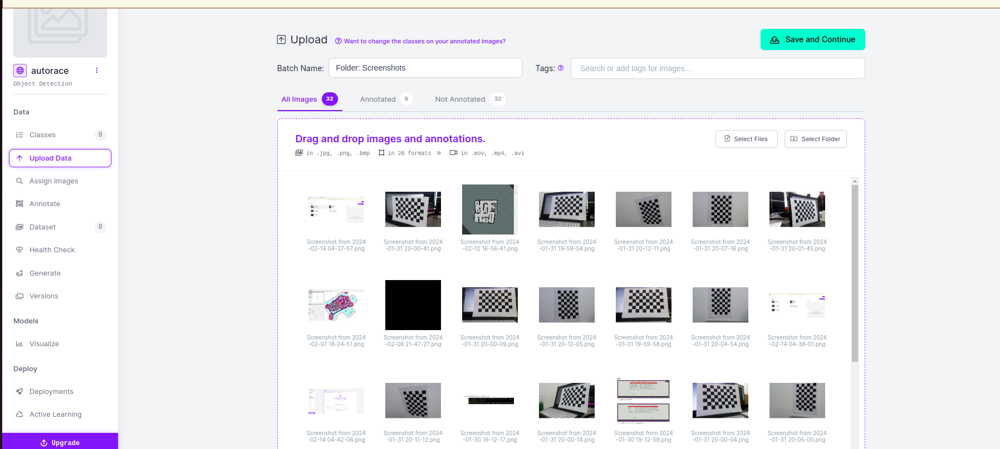 Upload
Want to change the classes on your annotated images?
Save and Continue
Batch Name:
Folder: Screenshots
Tags:
Search or add tags for images...
autorace
Object Detection
Data
Classes 0
Upload Data
Assign Images
Annotate
Dataset 0
Health Check
Generate
Versions
Models
Visualize
Deploy
Deployments
Active Learning
Upgrade
All Images 32
Annotated 0
Not Annotated 32
Drag and drop images and annotations.
in .jpg, .png, .bmp
in 26 formats »
in .mov, .mp4, .avi
Select Files
Select Folder
Screenshot from 2024
-02-14 04-37-57.png
Screenshot from 2024
-01-31 20-00-41.png
Screenshot from 2024
-02-12 16-56-41.png
Screenshot from 2024
-01-31 19-59-54.png
Screenshot from 2024
-01-31 20-12-11.png
Screenshot from 2024
-01-31 20-07-16.png
Screenshot from 2024
-01-31 20-01-45.png
Screenshot from 2024
-02-07 18-24-51.png
Screenshot from 2024
-02-06 21-47-27.png
Screenshot from 2024
-01-31 20-00-09.png
Screenshot from 2024
-01-31 20-12-05.png
Screenshot from 2024
-01-31 19-59-58.png
Screenshot from 2024
-01-31 20-04-54.png
Screenshot from 2024
-02-14 04-38-01.png
Screenshot from 2024
-02-14 04-42-06.png
Screenshot from 2024
-01-31 20-11-12.png
Screenshot from 2024
-01-30 19-12-17.png
Screenshot from 2024
-01-31 20-00-14.png
Screenshot from 2024
-01-30 19-12-59.png
Screenshot from 2024
-01-31 20-00-04.png
Screenshot from 2024
-01-31 20-05-00.png